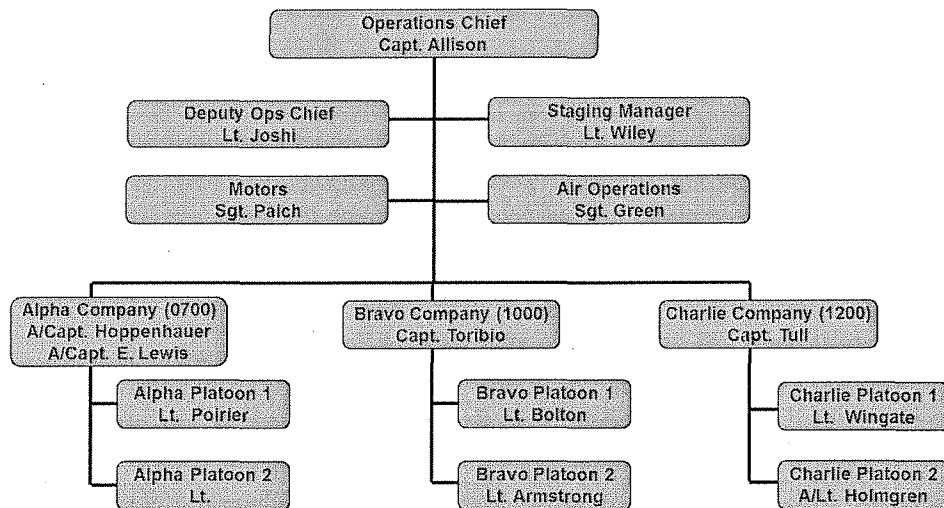 Operations Chief
Capt. Allison
Deputy Ops Chief
Lt. Joshi
Staging Manager
Lt. Wiley
Motors
Sgt. Paich
Air Operations
Sgt. Green
Alpha Company (0700)
A/Capt. Hoppenhauer
A/Capt. E. Lewis
Bravo Company (1000)
Capt. Toribio
Charlie Company (1200)
Capt. Tull
Alpha Platoon 1
Lt. Poirier
Bravo Platoon 1
Lt. Bolton
Charlie Platoon 1
Lt. Wingate
Alpha Platoon 2
Lt.
Bravo Platoon 2
Lt. Armstrong
Charlie Platoon 2
A/Lt. Holmgren